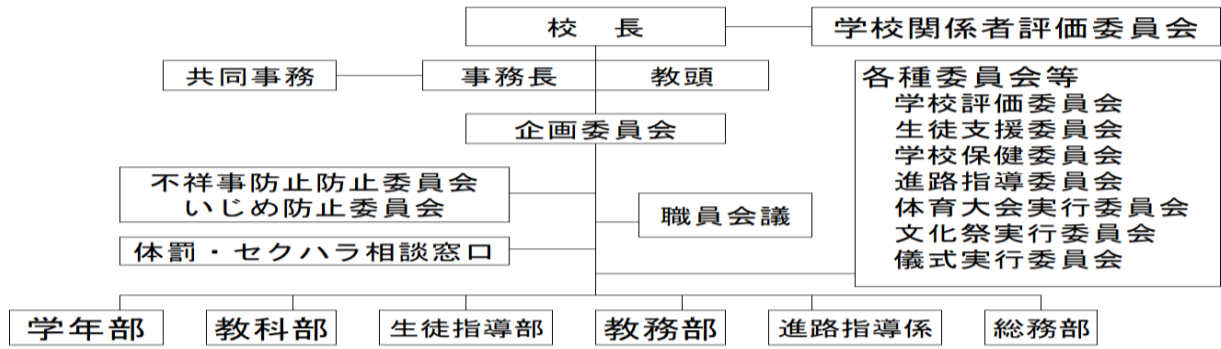 校 長
学校関係者評価委員会
共同事務
事務長
教頭
企画委員会
各種委員会等
学校評価委員会
生徒支援委員会
学校保健委員会
進路指導委員会
体育大会実行委員会
文化祭実行委員会
儀式実行委員会
不祥事防止防止委員会
いじめ防止委員会
職員会議
体罰・セクハラ相談窓口
学年部
教科部
生徒指導部
教務部
進路指導係
総務部